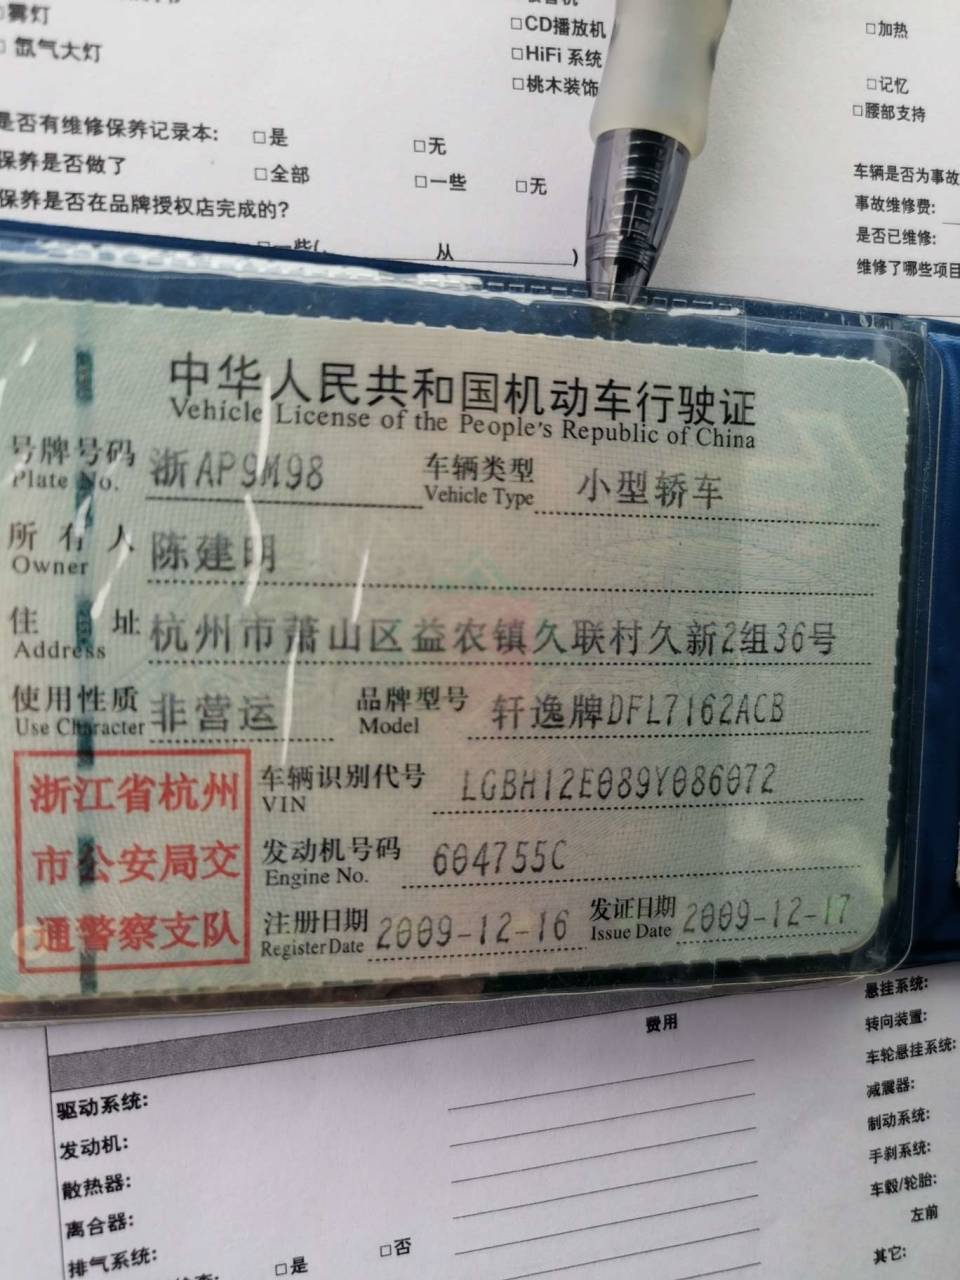 雾灯
□CD播放机
□加热
氙气大灯
□HiFi 系统
□桃木装饰
□记忆
□腰部支持
是否有维修保养记录本: □是 □无
保养是否做了 □全部 □一些 □无
保养是否在品牌授权店完成的?
□一些( 从 )
车辆是否为事故
事故维修费:
是否已维修:
维修了哪些项目
中华人民共和国机动车行驶证
Vehicle License of the People's Republic of China
号牌号码 浙AP9M98 车辆类型 小型轿车
Plate No. Vehicle Type
所有人 陈建明
Owner
住址 杭州市萧山区益农镇久联村久新2组36号
Address
使用性质 非营运 品牌型号 轩逸牌DFL7162ACB
Use Character Model
浙江省杭州
市公安局交
通警察支队
车辆识别代号 LGBH12E089Y086072
VIN
发动机号码 604755C
Engine No.
注册日期 2009-12-16 发证日期 2009-12-17
Register Date Issue Date
费用
驱动系统:
发动机:
散热器:
离合器:
排气系统:
□是 □否
悬挂系统:
转向装置:
车轮悬挂系统:
减震器:
制动系统:
手刹系统:
车毂/轮胎:
左前
其它: